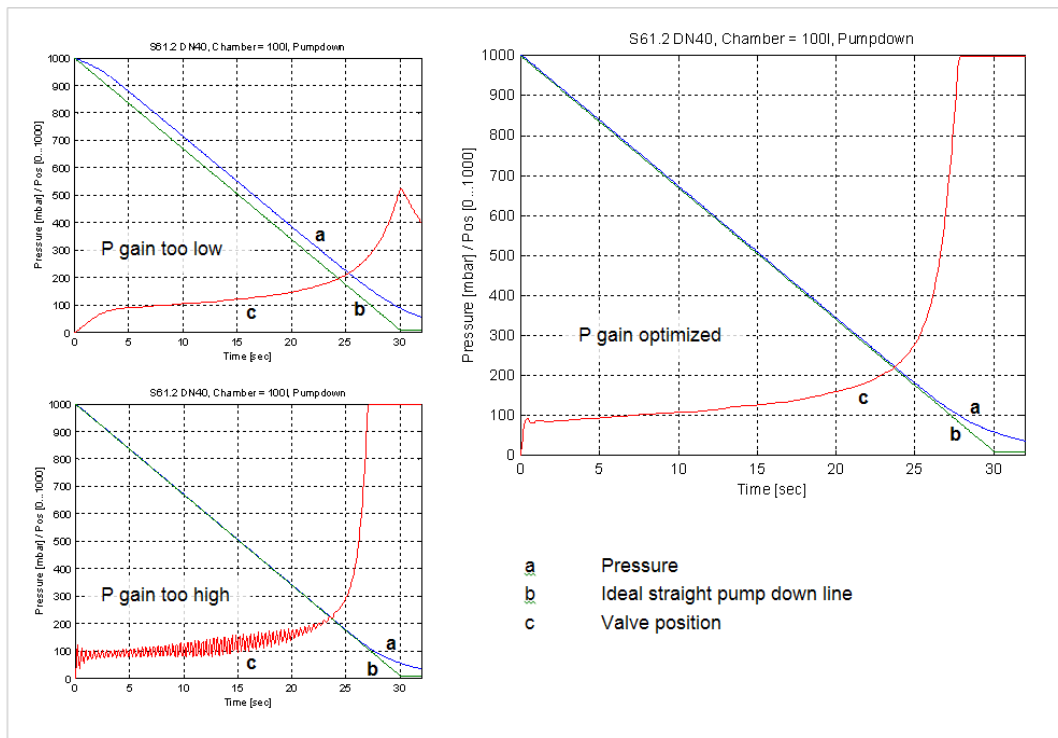 S61.2 DN40, Chamber = 100l, Pumpdown
1000
900
800
700
600
500
400
300
200
100
0
Pressure [mbar] / Pos [0...1000]
P gain too low
a
b
c
0 5 10 15 20 25 30
Time [sec]
S61.2 DN40, Chamber = 100l, Pumpdown
1000
900
800
700
600
500
400
300
200
100
0
Pressure [mbar] / Pos [0...1000]
P gain too high
a
b
c
0 5 10 15 20 25 30
Time [sec]
S61.2 DN40, Chamber = 100l, Pumpdown
1000
900
800
700
600
500
400
300
200
100
0
Pressure [mbar] / Pos [0...1000]
P gain optimized
c
a
b
0 5 10 15 20 25 30
Time [sec]
a Pressure
b Ideal straight pump down line
c Valve position